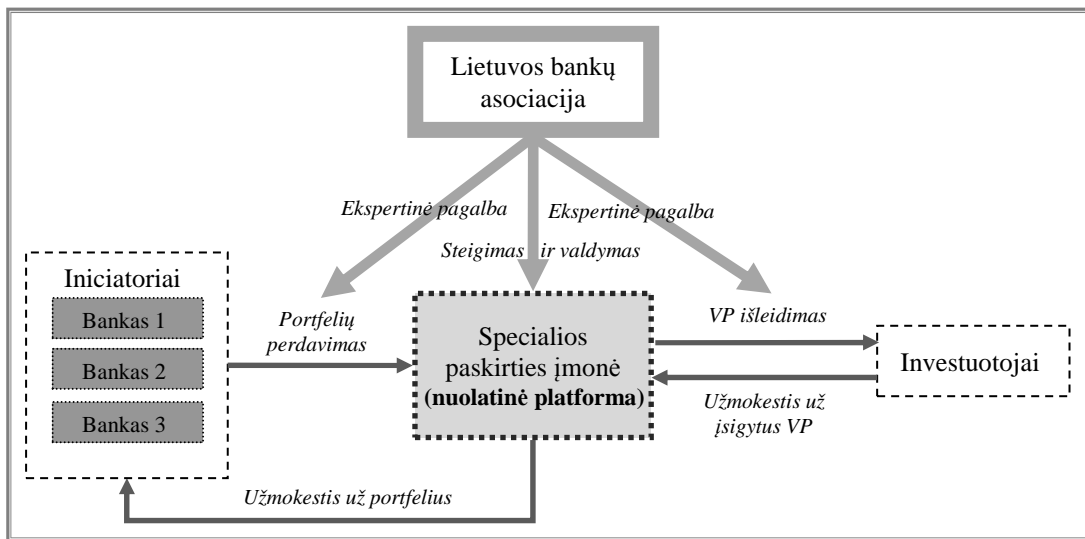 Lietuvos bankų
asociacija
Ekspertinė pagalba
Ekspertinė pagalba
Steigimas ir valdymas
Iniciatoriai
Bankas 1
Bankas 2
Bankas 3
Portfelių
perdavimas
Specialios
paskirties įmonė
(nuolatinė platforma)
VP išleidimas
Investuotojai
Užmokestis už
įsigytus VP
Užmokestis už portfelius